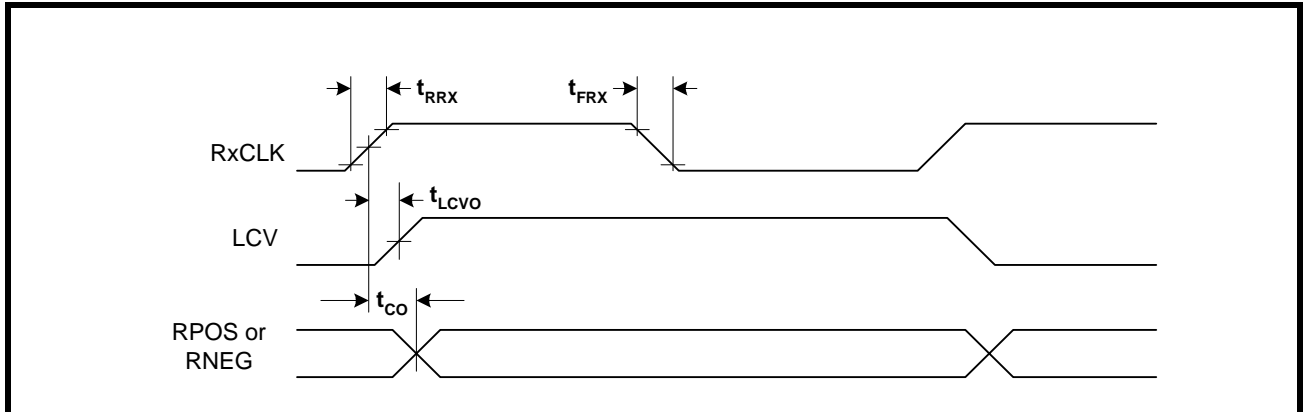 tRRX
tFRX
RxCLK
tLCVO
LCV
tCO
RPOS or
RNEG